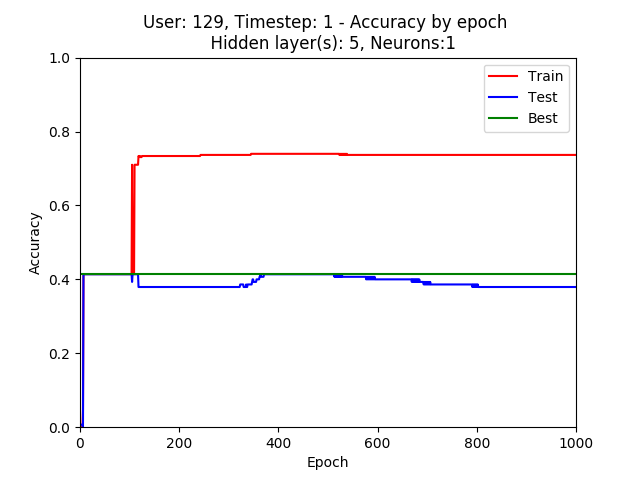 User: 129, Timestep: 1 - Accuracy by epoch
Hidden layer(s): 5, Neurons:1
1.0
0.8
0.6
0.4
0.2
0.0
Accuracy
Train
Test
Best
0 200 400 600 800 1000
Epoch